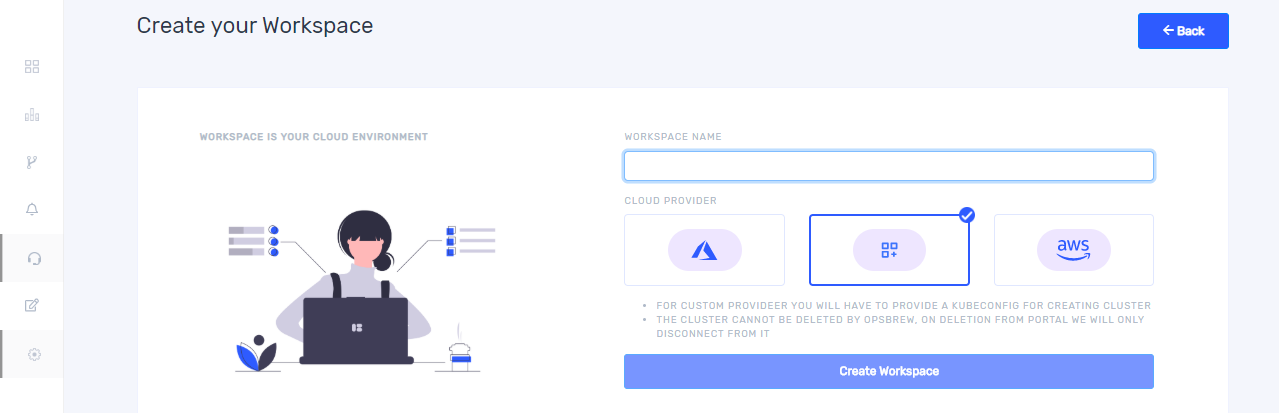 Create your Workspace
Back
WORKSPACE IS YOUR CLOUD ENVIRONMENT
WORKSPACE NAME
CLOUD PROVIDER
aws
FOR CUSTOM PROVIDEER YOU WILL HAVE TO PROVIDE A KUBECONFIG FOR CREATING CLUSTER
THE CLUSTER CANNOT BE DELETED BY OPSBREW, ON DELETION FROM PORTAL WE WILL ONLY
DISCONNECT FROM IT
Create Workspace